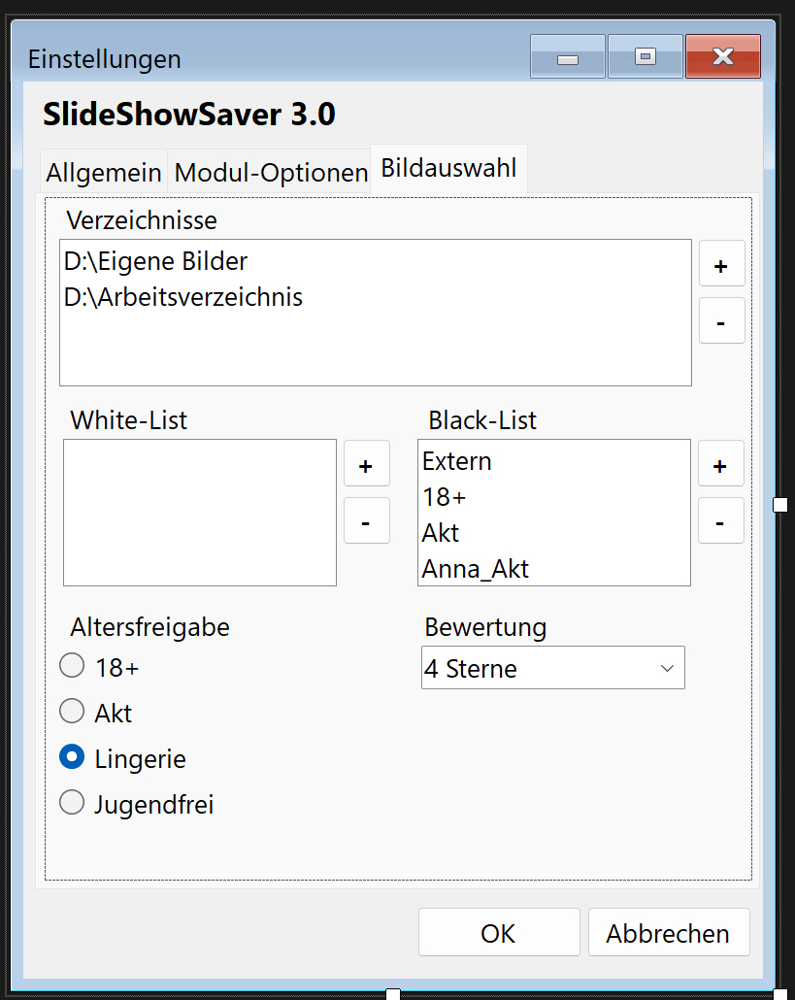 Einstellungen
SlideShowSaver 3.0
Allgemein Modul-Optionen Bildauswahl
Verzeichnisse
D:\Eigene Bilder
D:\Arbeitsverzeichnis
+
-
White-List
+
-
Black-List
Extern
18+
Akt
Anna_Akt
+
-
Altersfreigabe
18+
Akt
Lingerie
Jugendfrei
Bewertung
4 Sterne
OK Abbrechen